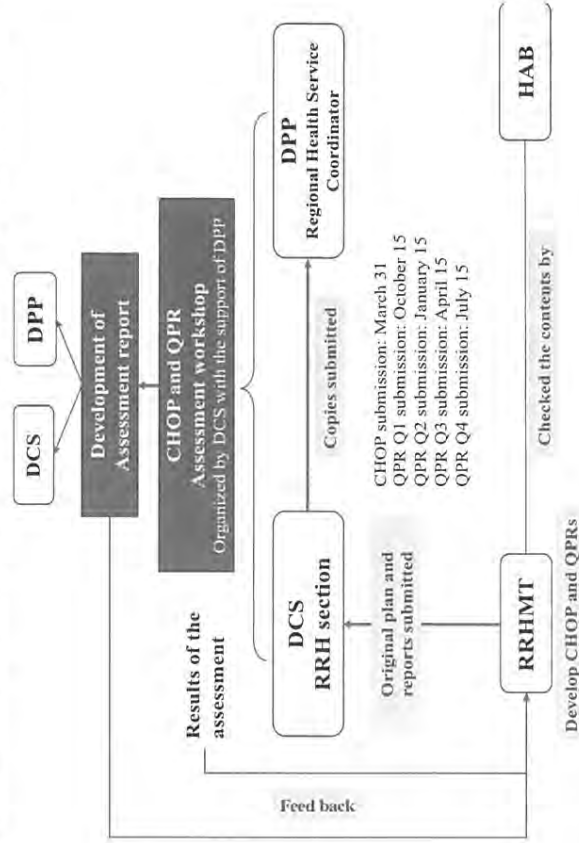 DCS
DPP
Development of
Assessment report
CHOP and QPR
Assessment workshop
Organized by DCS with the support of DPP
Results of the
assessment
DCS
RRH section
Copies submitted
DPP
Regional Health Service
Coordinator
Feed back
Original plan and
reports submitted
CHOP submission: March 31
QPR Q1 submission: October 15
QPR Q2 submission: January 15
QPR Q3 submission: April 15
QPR Q4 submission: July 15
RRHMT
Checked the contents by
HAB
Develop CHOP and QPRs